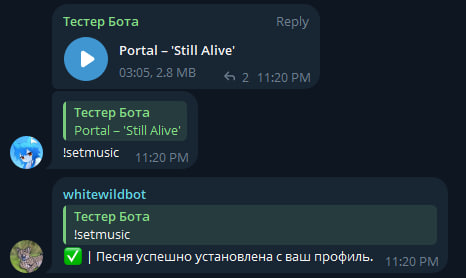 Тестер Бота Reply
Portal – 'Still Alive'
03:05, 2.8 MB 2 11:20 PM
Тестер Бота
Portal – 'Still Alive'
!setmusic 11:20 PM
whitewildbot
Тестер Бота
!setmusic
✅ | Песня успешно установлена с ваш профиль. 11:20 PM